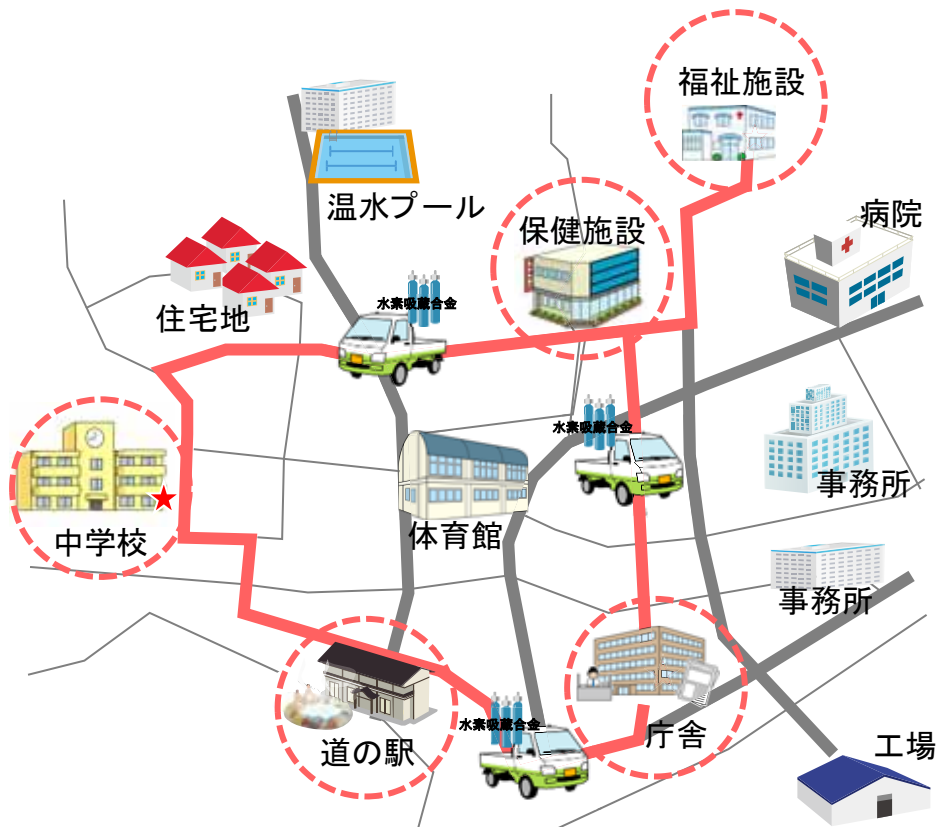 福祉施設
温水プール
保健施設
病院
水素吸蔵合金
住宅地
水素吸蔵合金
事務所
体育館
中学校
事務所
水素吸蔵合金
庁舎
道の駅
工場